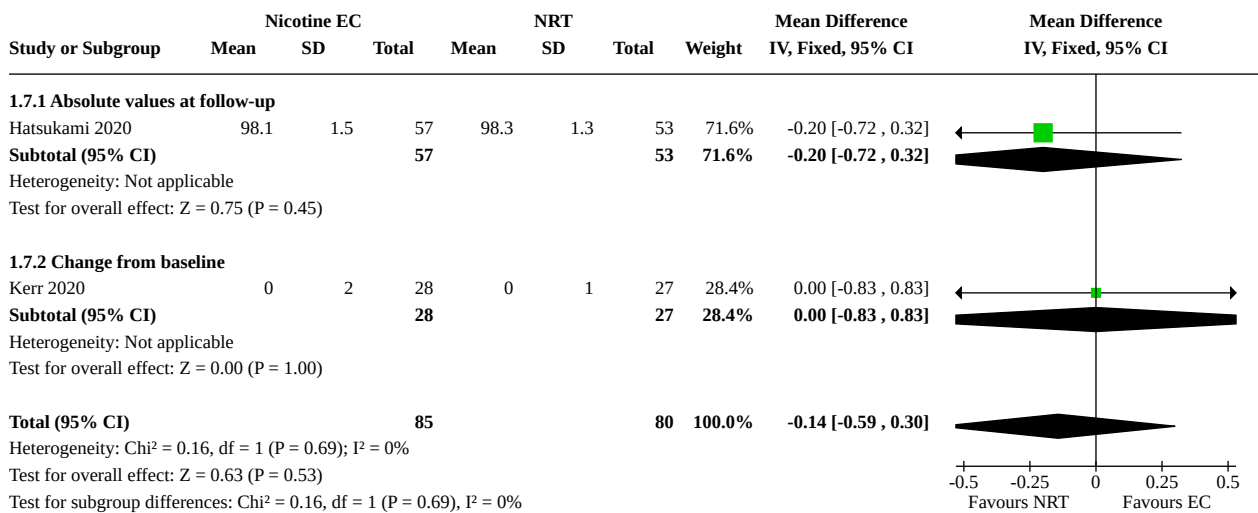 Nicotine EC NRT Mean Difference Mean Difference
Study or Subgroup Mean SD Total Mean SD Total Weight IV, Fixed, 95% CI IV, Fixed, 95% CI
1.7.1 Absolute values at follow-up
Hatsukami 2020 98.1 1.5 57 98.3 1.3 53 71.6% -0.20 [-0.72 , 0.32]
Subtotal (95% CI) 57 53 71.6% -0.20 [-0.72 , 0.32]
Heterogeneity: Not applicable
Test for overall effect: Z = 0.75 (P = 0.45)
1.7.2 Change from baseline
Kerr 2020 0 2 28 0 1 27 28.4% 0.00 [-0.83 , 0.83]
Subtotal (95% CI) 28 27 28.4% 0.00 [-0.83 , 0.83]
Heterogeneity: Not applicable
Test for overall effect: Z = 0.00 (P = 1.00)
Total (95% CI) 85 80 100.0% -0.14 [-0.59 , 0.30]
Heterogeneity: Chi² = 0.16, df = 1 (P = 0.69); I² = 0%
Test for overall effect: Z = 0.63 (P = 0.53)
Test for subgroup differences: Chi² = 0.16, df = 1 (P = 0.69), I² = 0%
-0.5 -0.25 0 0.25 0.5
Favours NRT Favours EC